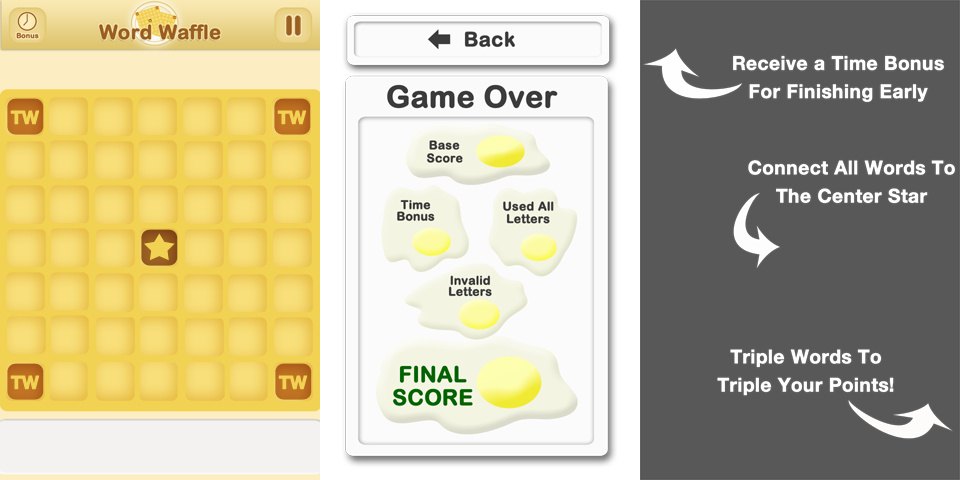 Bonus
Word Waffle
TW
TW
TW
TW
Back
Game Over
Base
Score
Time
Bonus
Used All
Letters
Invalid
Letters
FINAL
SCORE
Receive a Time Bonus
For Finishing Early
Connect All Words To
The Center Star
Triple Words To
Triple Your Points!